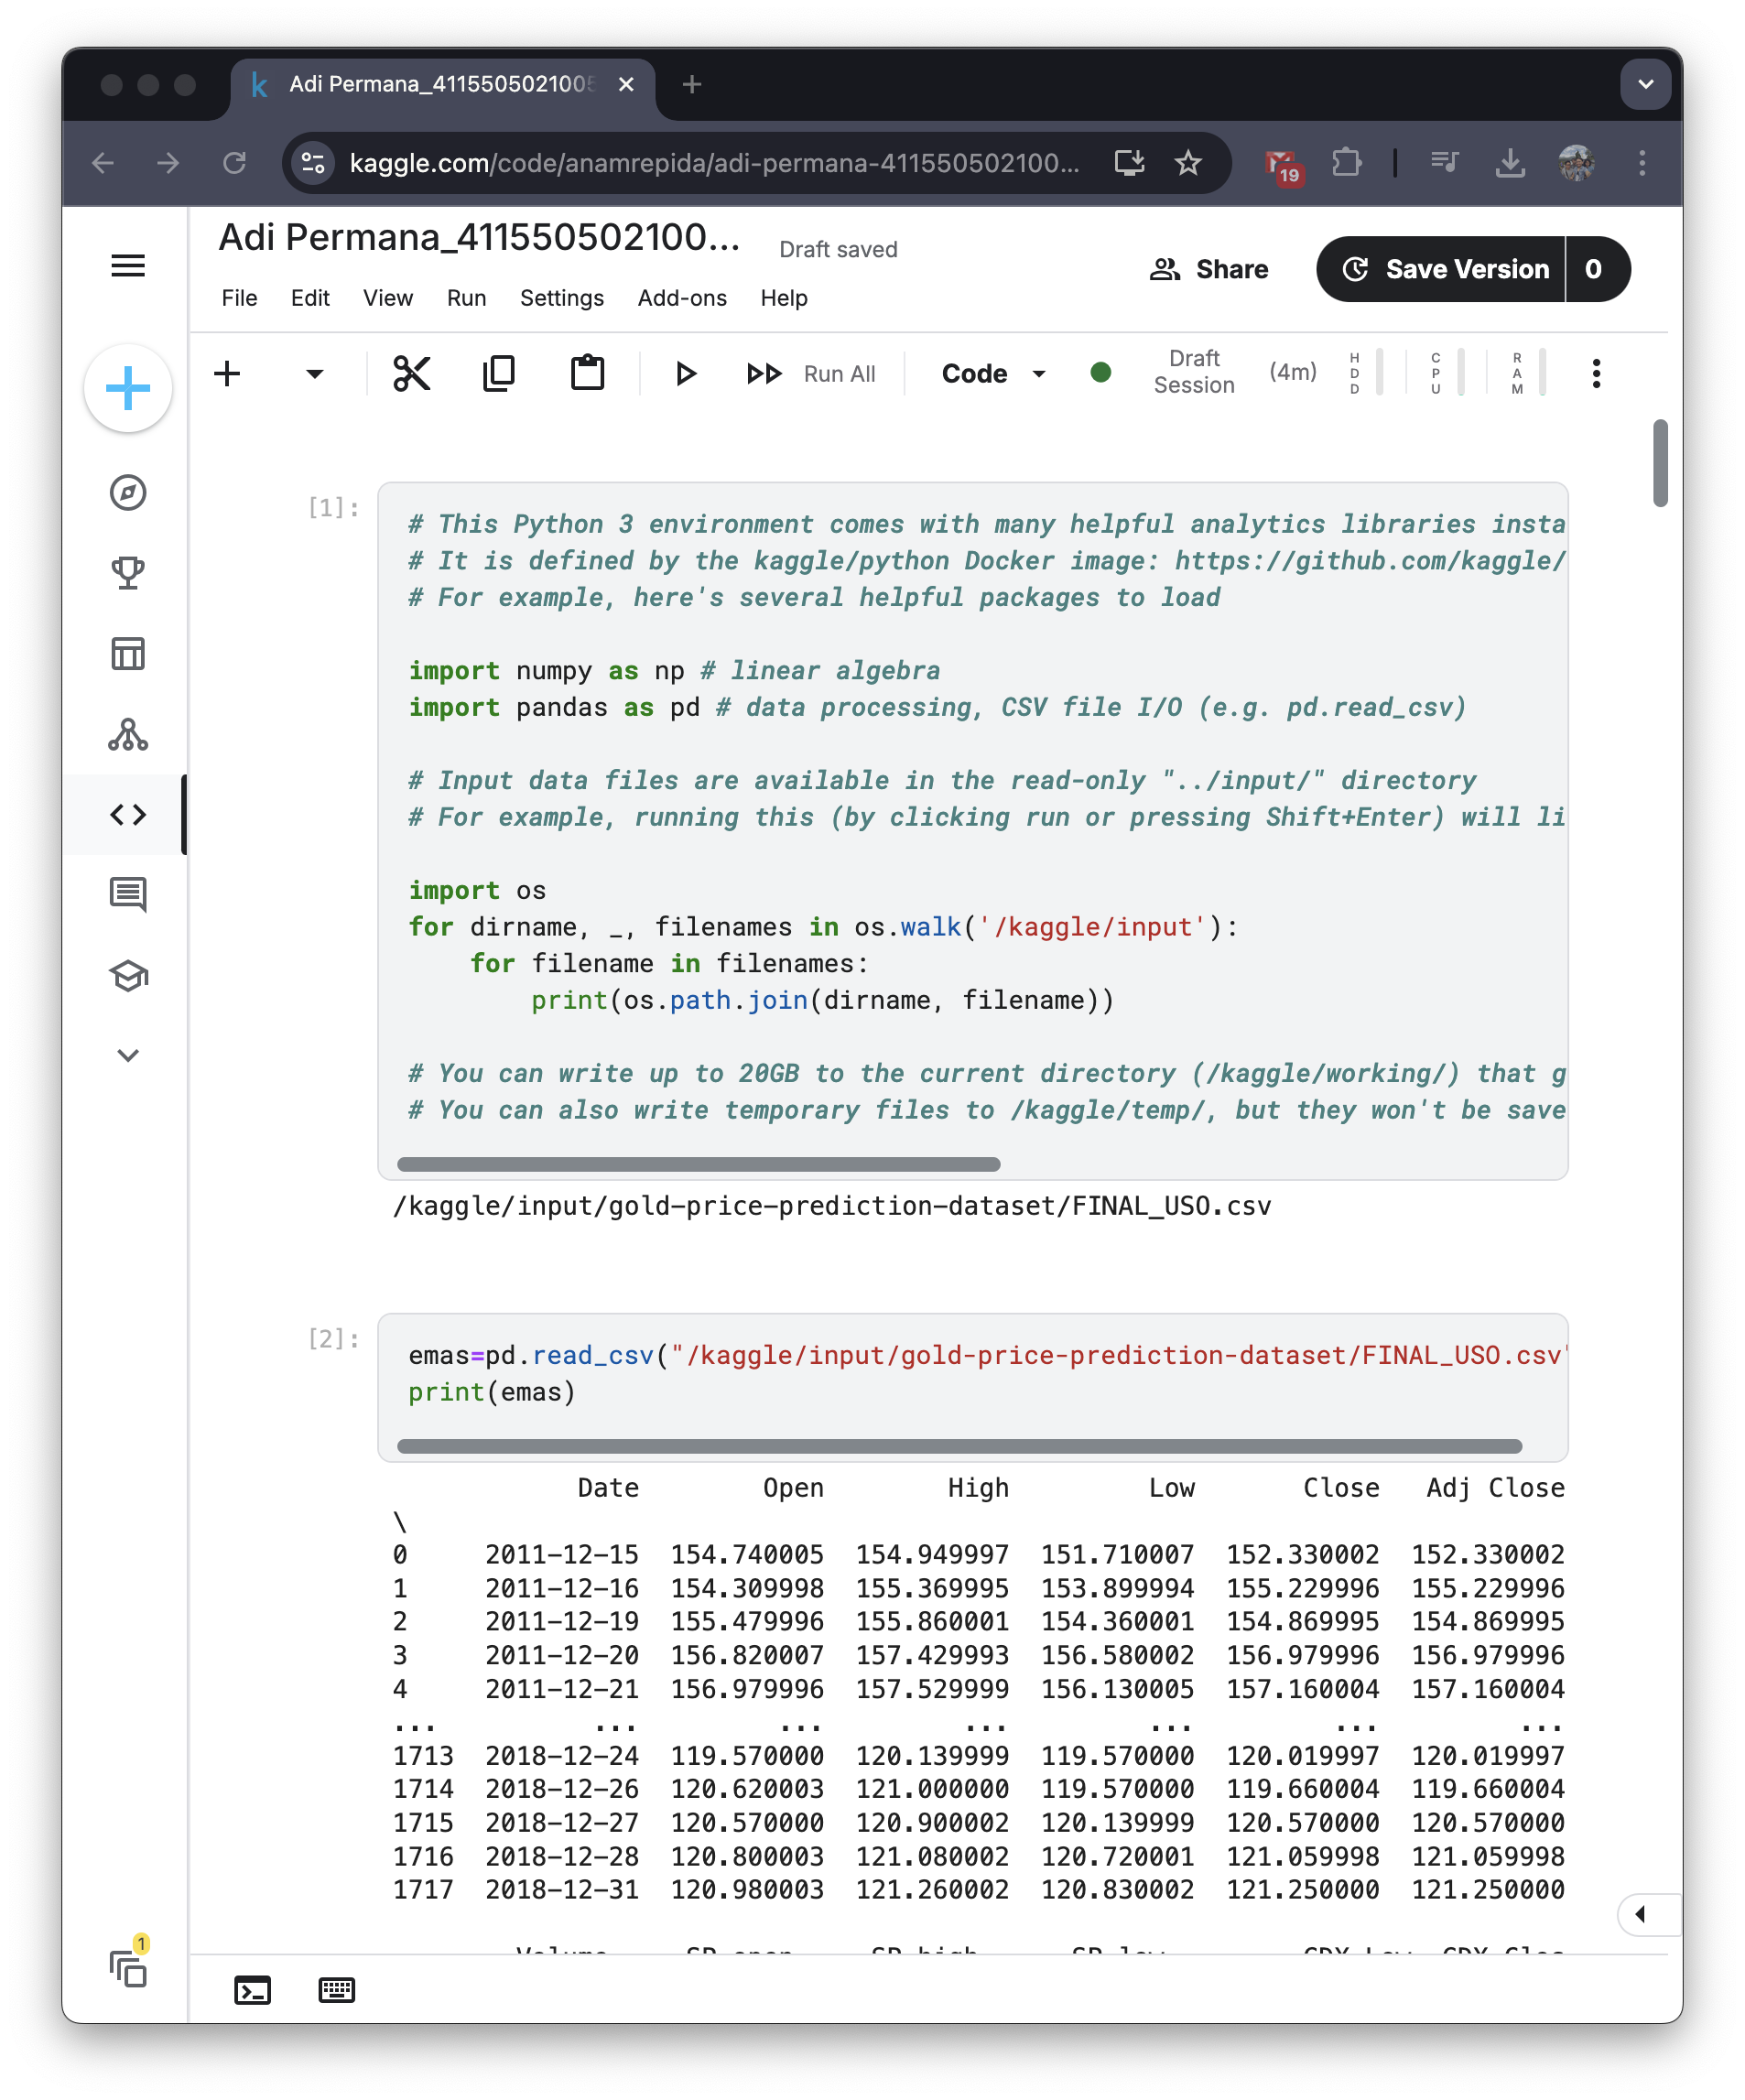 Adi Permana_4115505021005
kaggle.com/code/anamrepida/adi-permana-411550502100...
19
Adi Permana_411550502100...
Draft saved
Share
Save Version
0
File Edit View Run Settings Add-ons Help
Run All
Code
Draft Session
(4m)
HDD
CPU
RAM
[1]:
# This Python 3 environment comes with many helpful analytics libraries insta
# It is defined by the kaggle/python Docker image: https://github.com/kaggle/
# For example, here's several helpful packages to load
import numpy as np # linear algebra
import pandas as pd # data processing, CSV file I/O (e.g. pd.read_csv)
# Input data files are available in the read-only "../input/" directory
# For example, running this (by clicking run or pressing Shift+Enter) will li
import os
for dirname, _, filenames in os.walk('/kaggle/input'):
    for filename in filenames:
        print(os.path.join(dirname, filename))
# You can write up to 20GB to the current directory (/kaggle/working/) that g
# You can also write temporary files to /kaggle/temp/, but they won't be save
/kaggle/input/gold-price-prediction-dataset/FINAL_USO.csv
[2]:
emas=pd.read_csv("/kaggle/input/gold-price-prediction-dataset/FINAL_USO.csv"
print(emas)
Date Open High Low Close Adj Close
\
0 2011-12-15 154.740005 154.949997 151.710007 152.330002 152.330002
1 2011-12-16 154.309998 155.369995 153.899994 155.229996 155.229996
2 2011-12-19 155.479996 155.860001 154.360001 154.869995 154.869995
3 2011-12-20 156.820007 157.429993 156.580002 156.979996 156.979996
4 2011-12-21 156.979996 157.529999 156.130005 157.160004 157.160004
... ... ... ... ... ... ...
1713 2018-12-24 119.570000 120.139999 119.570000 120.019997 120.019997
1714 2018-12-26 120.620003 121.000000 119.570000 119.660004 119.660004
1715 2018-12-27 120.570000 120.900002 120.139999 120.570000 120.570000
1716 2018-12-28 120.800003 121.080002 120.720001 121.059998 121.059998
1717 2018-12-31 120.980003 121.260002 120.830002 121.250000 121.250000
1